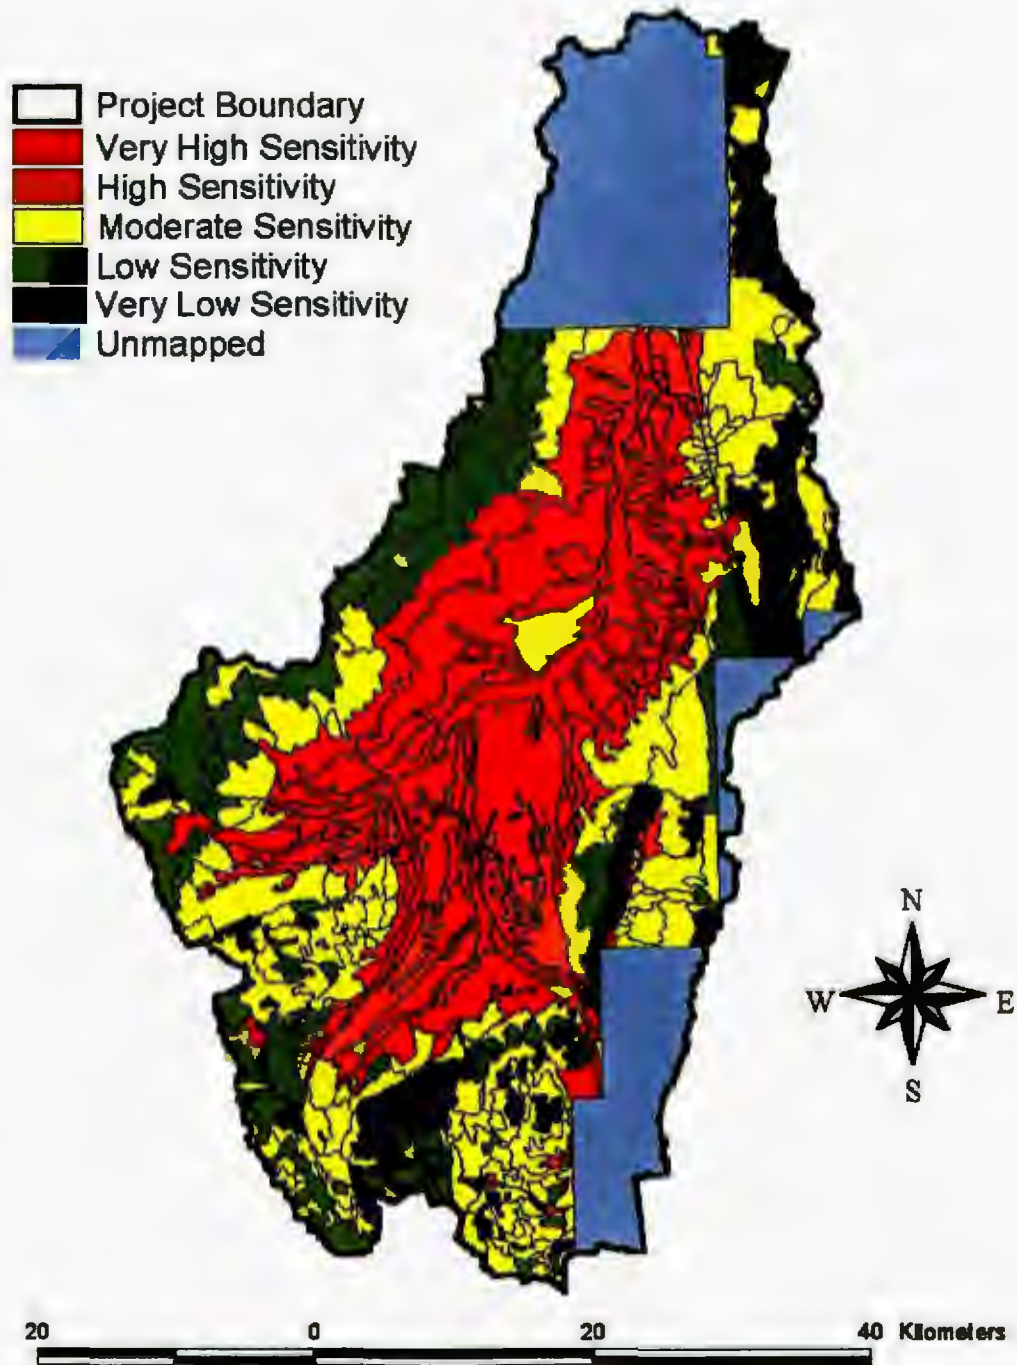 Project Boundary
Very High Sensitivity
High Sensitivity
Moderate Sensitivity
Low Sensitivity
Very Low Sensitivity
Unmapped
N
W E
S
20 0 20 40 Kilometers